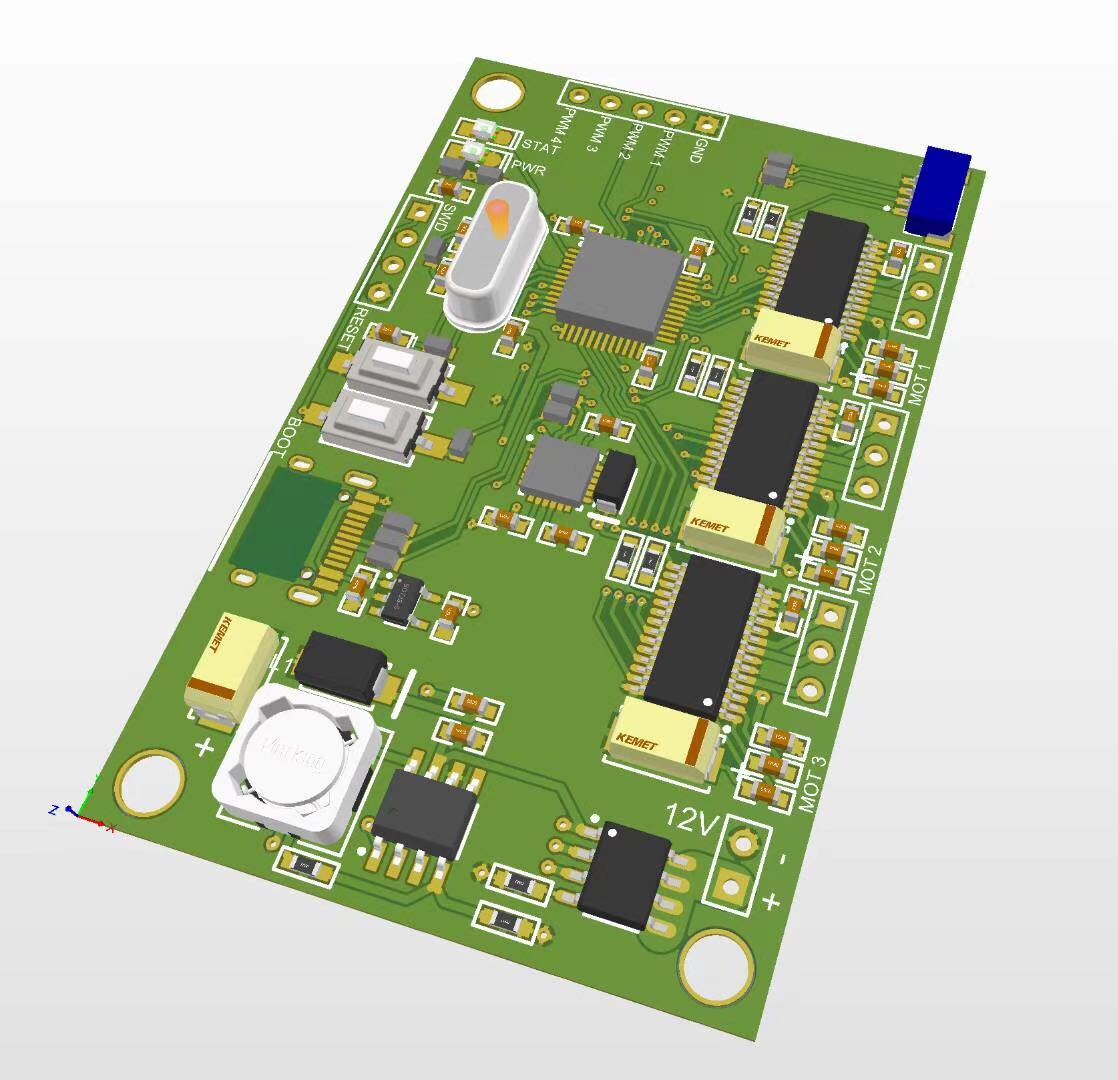 PWM 4
PWM 3
PWM 2
PWM 1
GND
STAT
PWR
SWD
RESET
BOOT
KEMET
MOT 1
KEMET
MOT 2
KEMET
KEMET
MOT 3
12V
-
+
+
Z
X